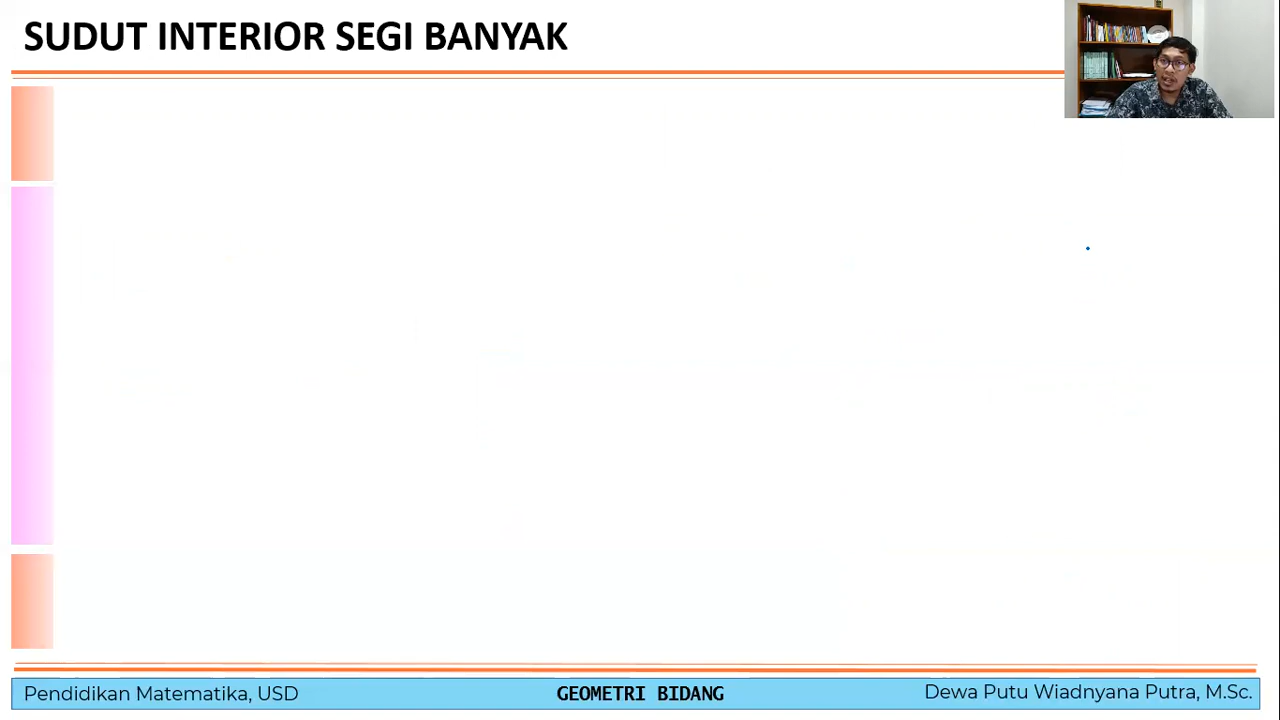 SUDUT INTERIOR SEGI BANYAK
Pendidikan Matematika, USD
GEOMETRI BIDANG
Dewa Putu Wiadnyana Putra, M.Sc.